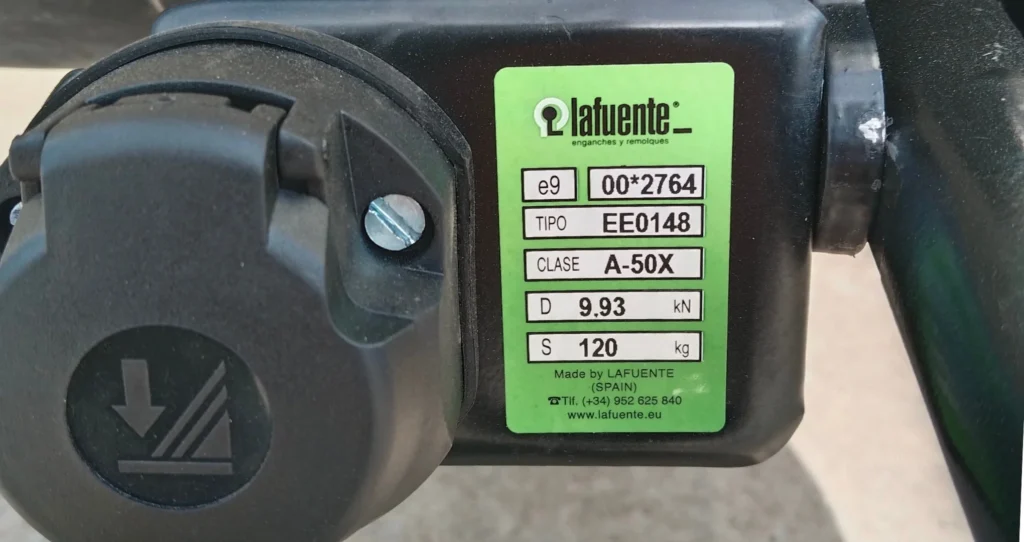 lafuente®
enganches y remolques
e9 00*2764
TIPO EE0148
CLASE A-50X
D 9.93 kN
S 120 kg
Made by LAFUENTE
(SPAIN)
☎Tlf. (+34) 952 625 840
www.lafuente.eu